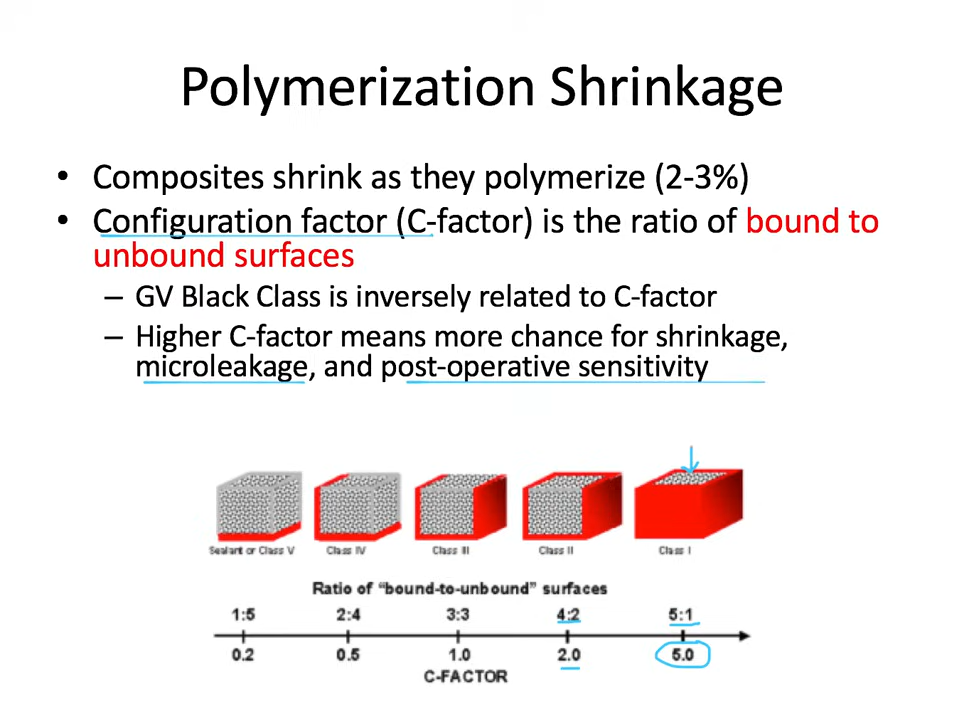 Polymerization Shrinkage
• Composites shrink as they polymerize (2-3%)
• Configuration factor (C-factor) is the ratio of bound to
unbound surfaces
– GV Black Class is inversely related to C-factor
– Higher C-factor means more chance for shrinkage,
microleakage, and post-operative sensitivity
Sealant or Class V Class IV Class III Class II Class I
Ratio of "bound-to-unbound" surfaces
1:5 2:4 3:3 4:2 5:1
0.2 0.5 1.0 2.0 5.0
C-FACTOR